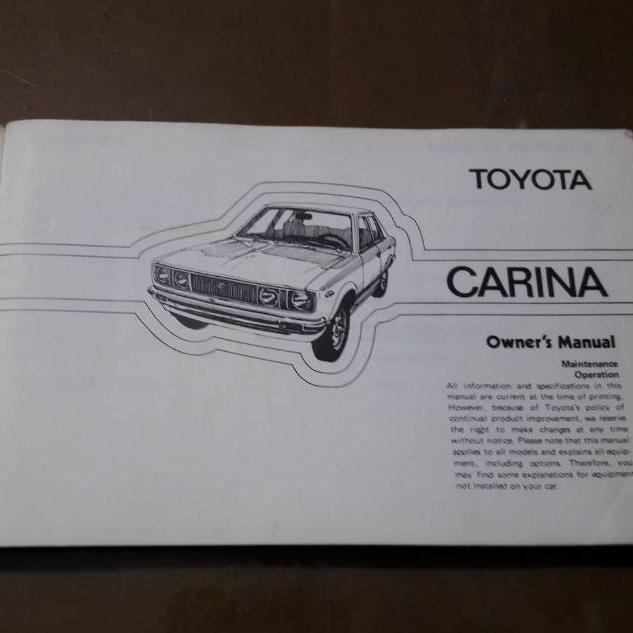 TOYOTA
CARINA
Owner's Manual
Maintenance
Operation
All information and specifications in this
manual are current at the time of printing.
However, because of Toyota's policy of
continual product improvement, we reserve
the right to make changes at any time
without notice. Please note that this manual
applies to all models and explains all equip-
ment, including options. Therefore, you
may find some explanations for equipment
not installed on your car.